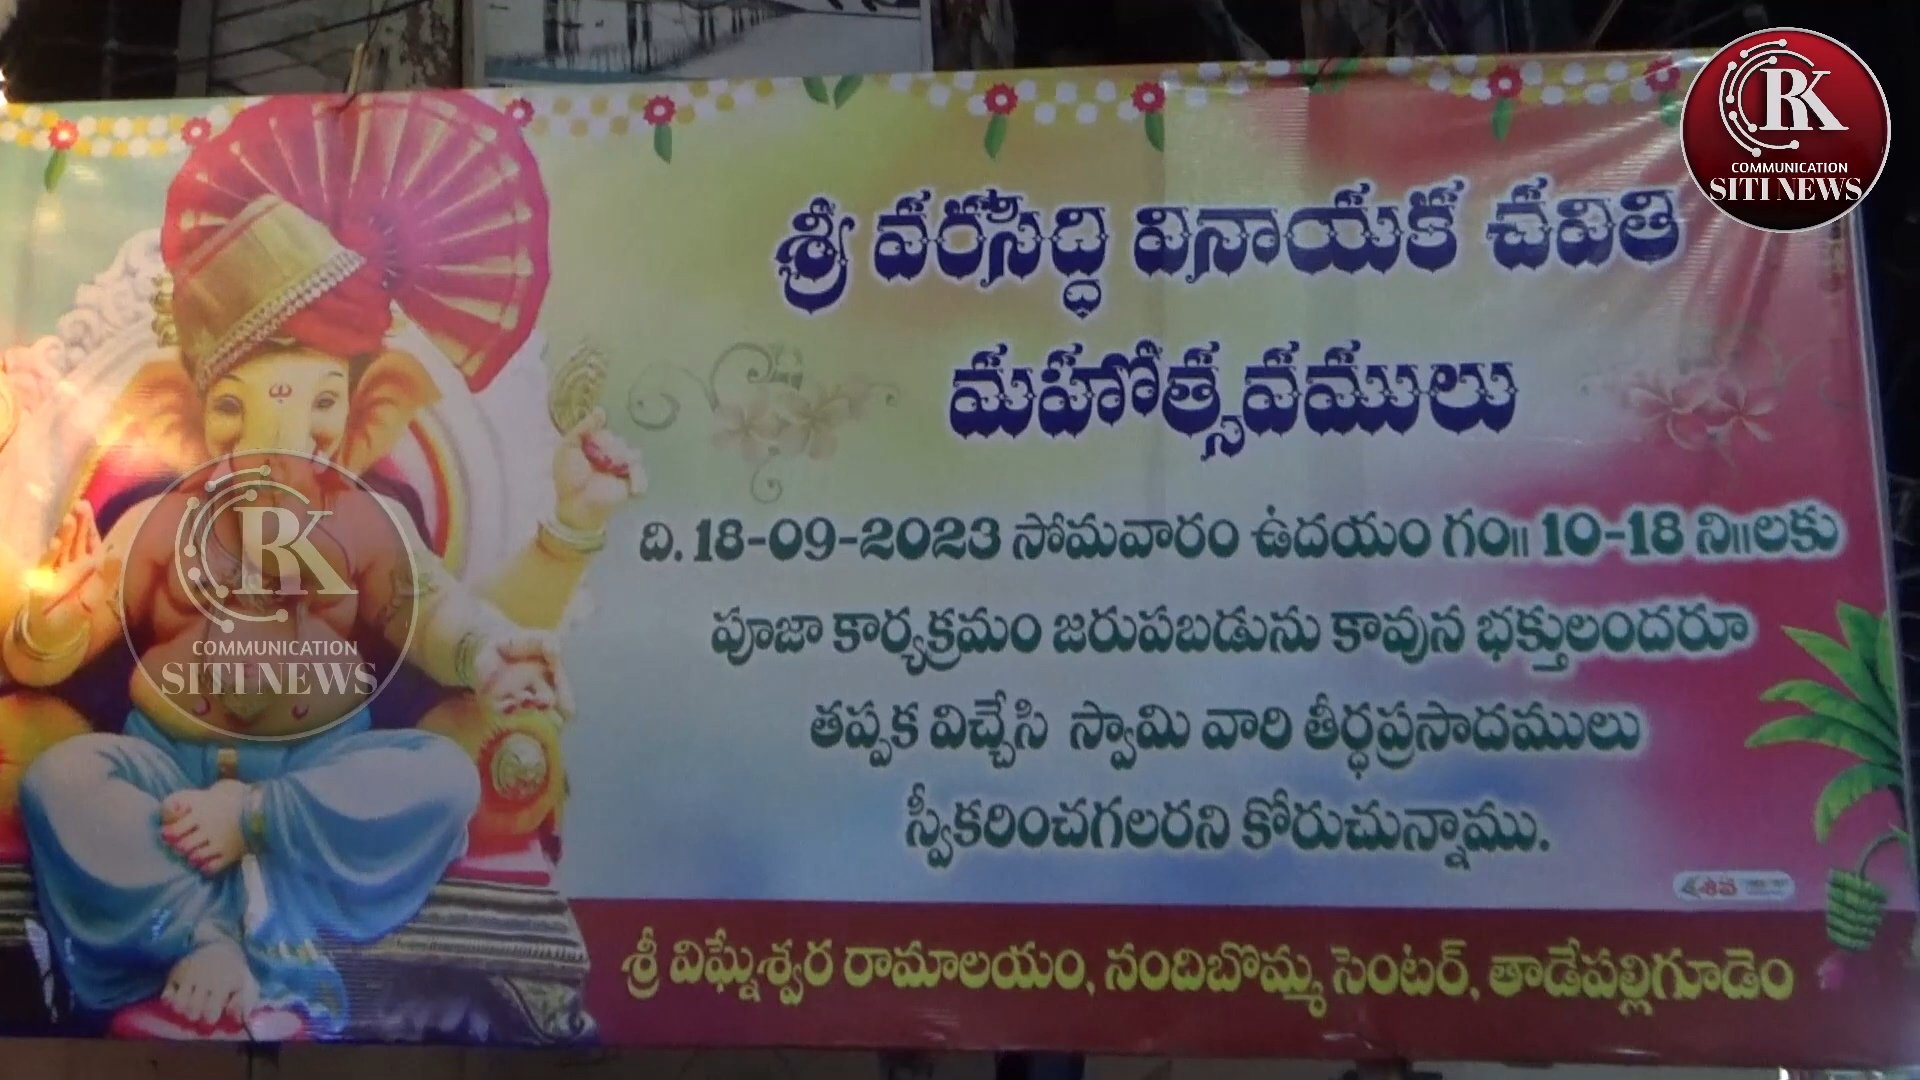 RK
COMMUNICATION
SITI NEWS
శ్రీ వరసిద్ధి వినాయక చవితి
మహోత్సవములు
ది. 18-09-2023 సోమవారం ఉదయం గం॥ 10-18 ని॥లకు
పూజా కార్యక్రమం జరుపబడును కావున భక్తులందరూ
తప్పక విచ్చేసి స్వామి వారి తీర్థప్రసాదములు
స్వీకరించగలరని కోరుచున్నాము.
శ్రీ విఘ్నేశ్వర రామాలయం, నందిబొమ్మ సెంటర్, తాడేపల్లిగూడెం
RK
COMMUNICATION
SITI NEWS